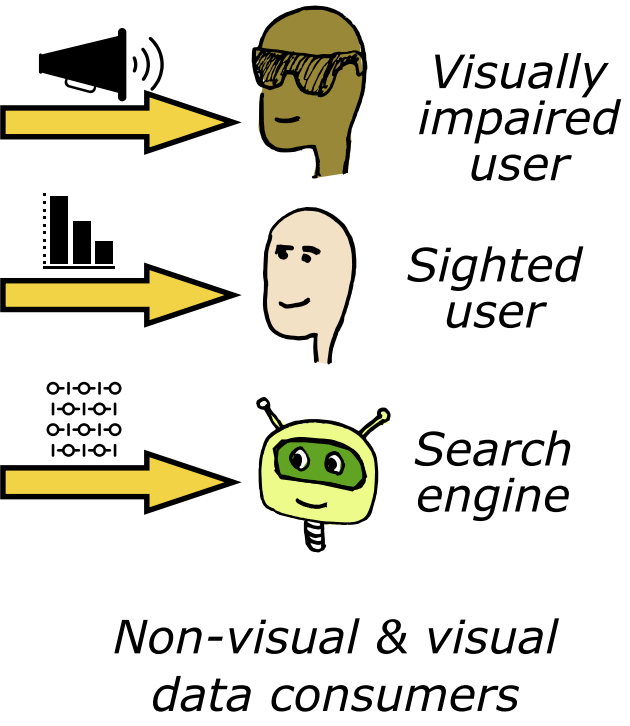 Visually
impaired
user
Sighted
user
Search
engine
Non-visual & visual
data consumers